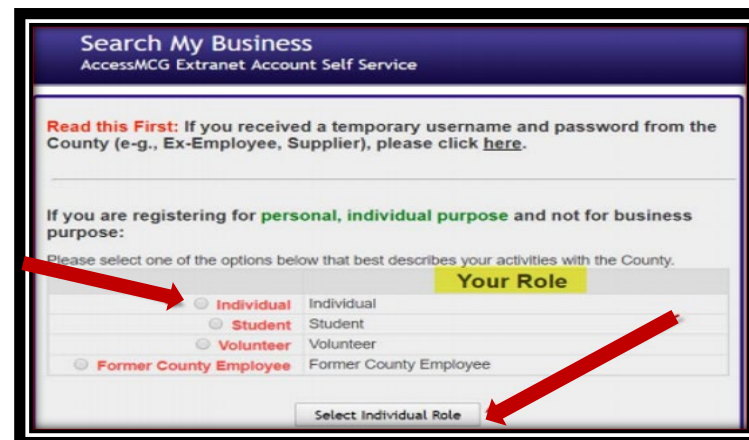 Search My Business
AccessMCG Extranet Account Self Service
Read this First: If you received a temporary username and password from the
County (e-g., Ex-Employee, Supplier), please click here.
If you are registering for personal, individual purpose and not for business
purpose:
Please select one of the options below that best describes your activities with the County.
Your Role
Individual Individual
Student Student
Volunteer Volunteer
Former County Employee Former County Employee
Select Individual Role